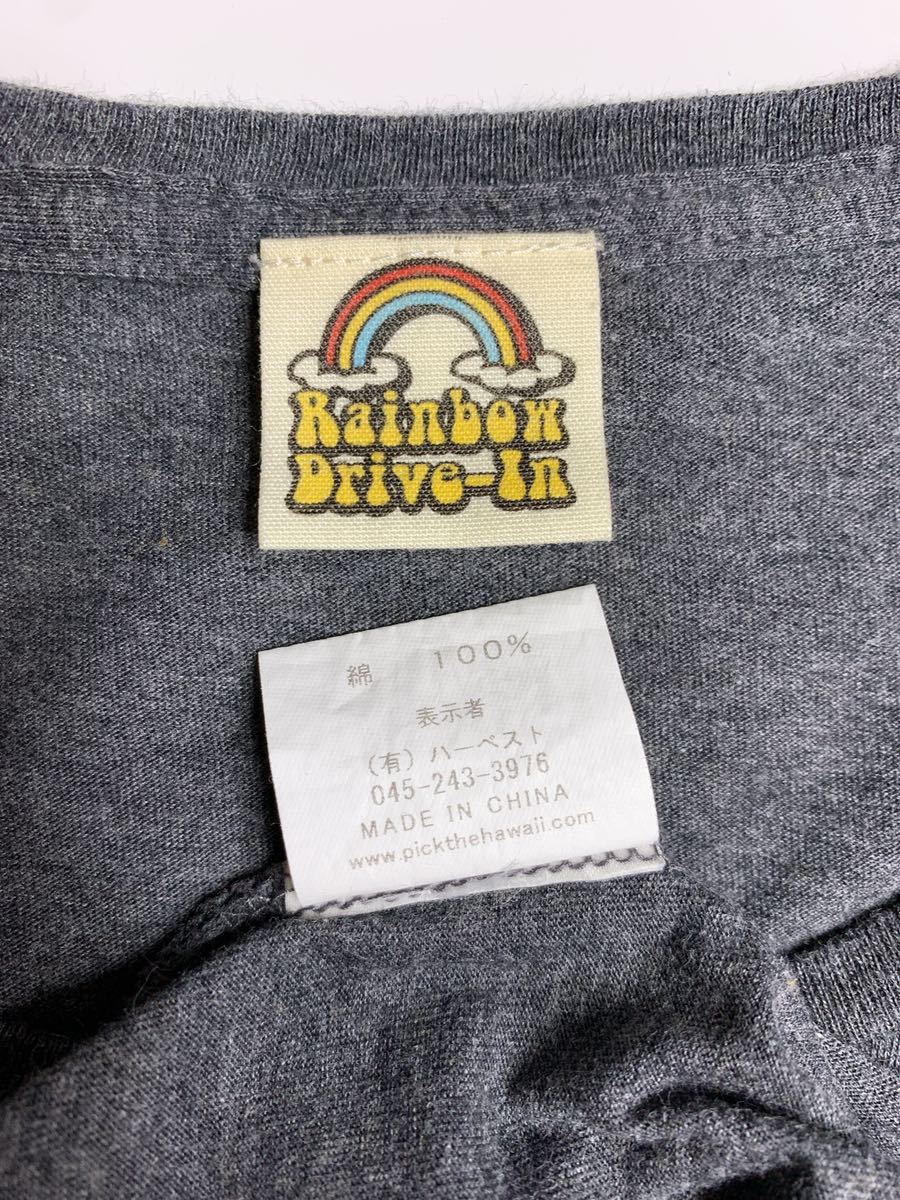 Rainbow
Drive-In
綿 100%
表示者
(有) ハーベスト
045-243-3976
MADE IN CHINA
www.pickthehawaii.com